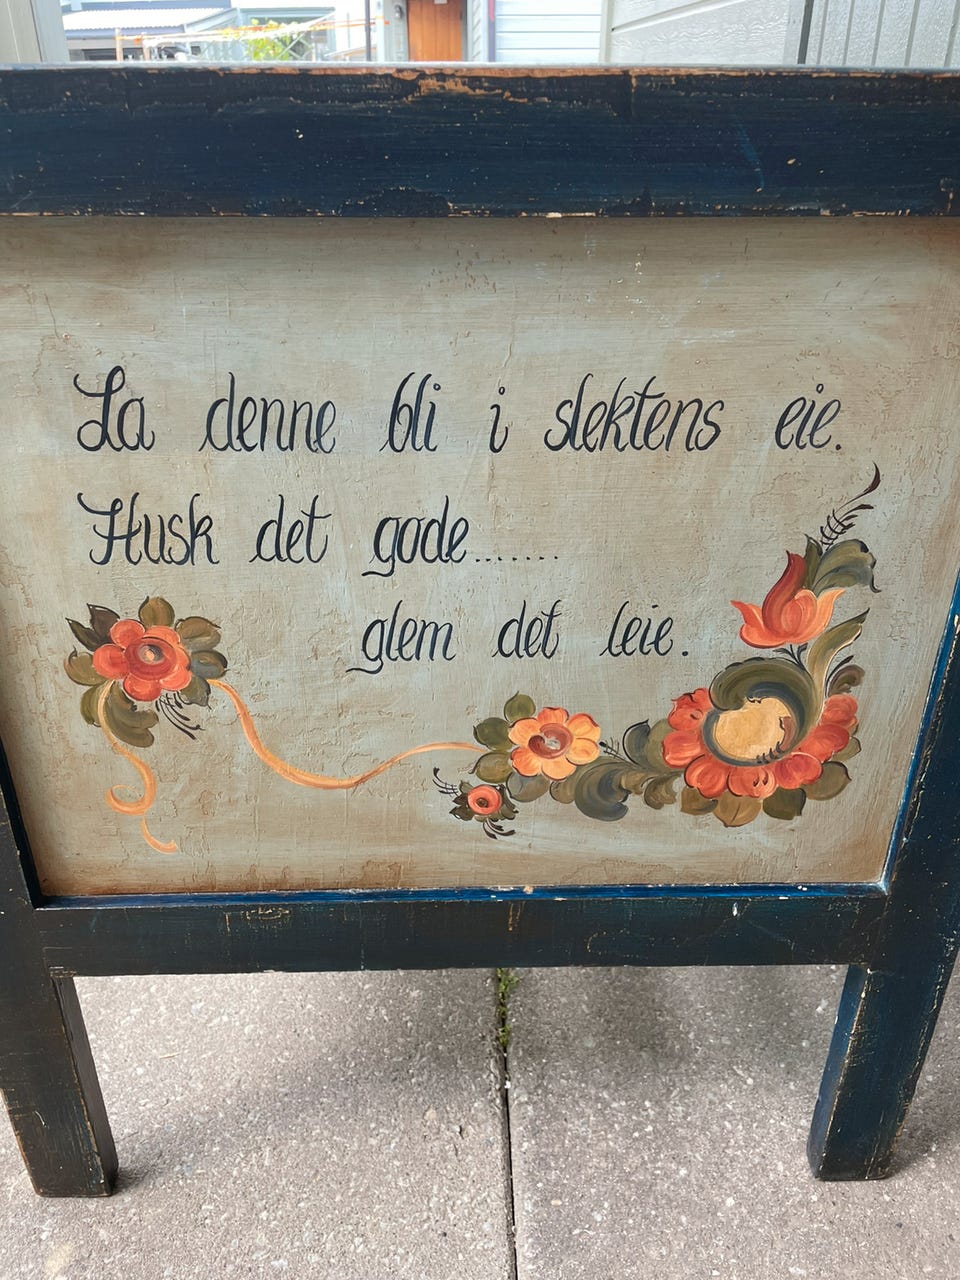 La denne bli i slektens eie.
Husk det gode.......
glem det leie.